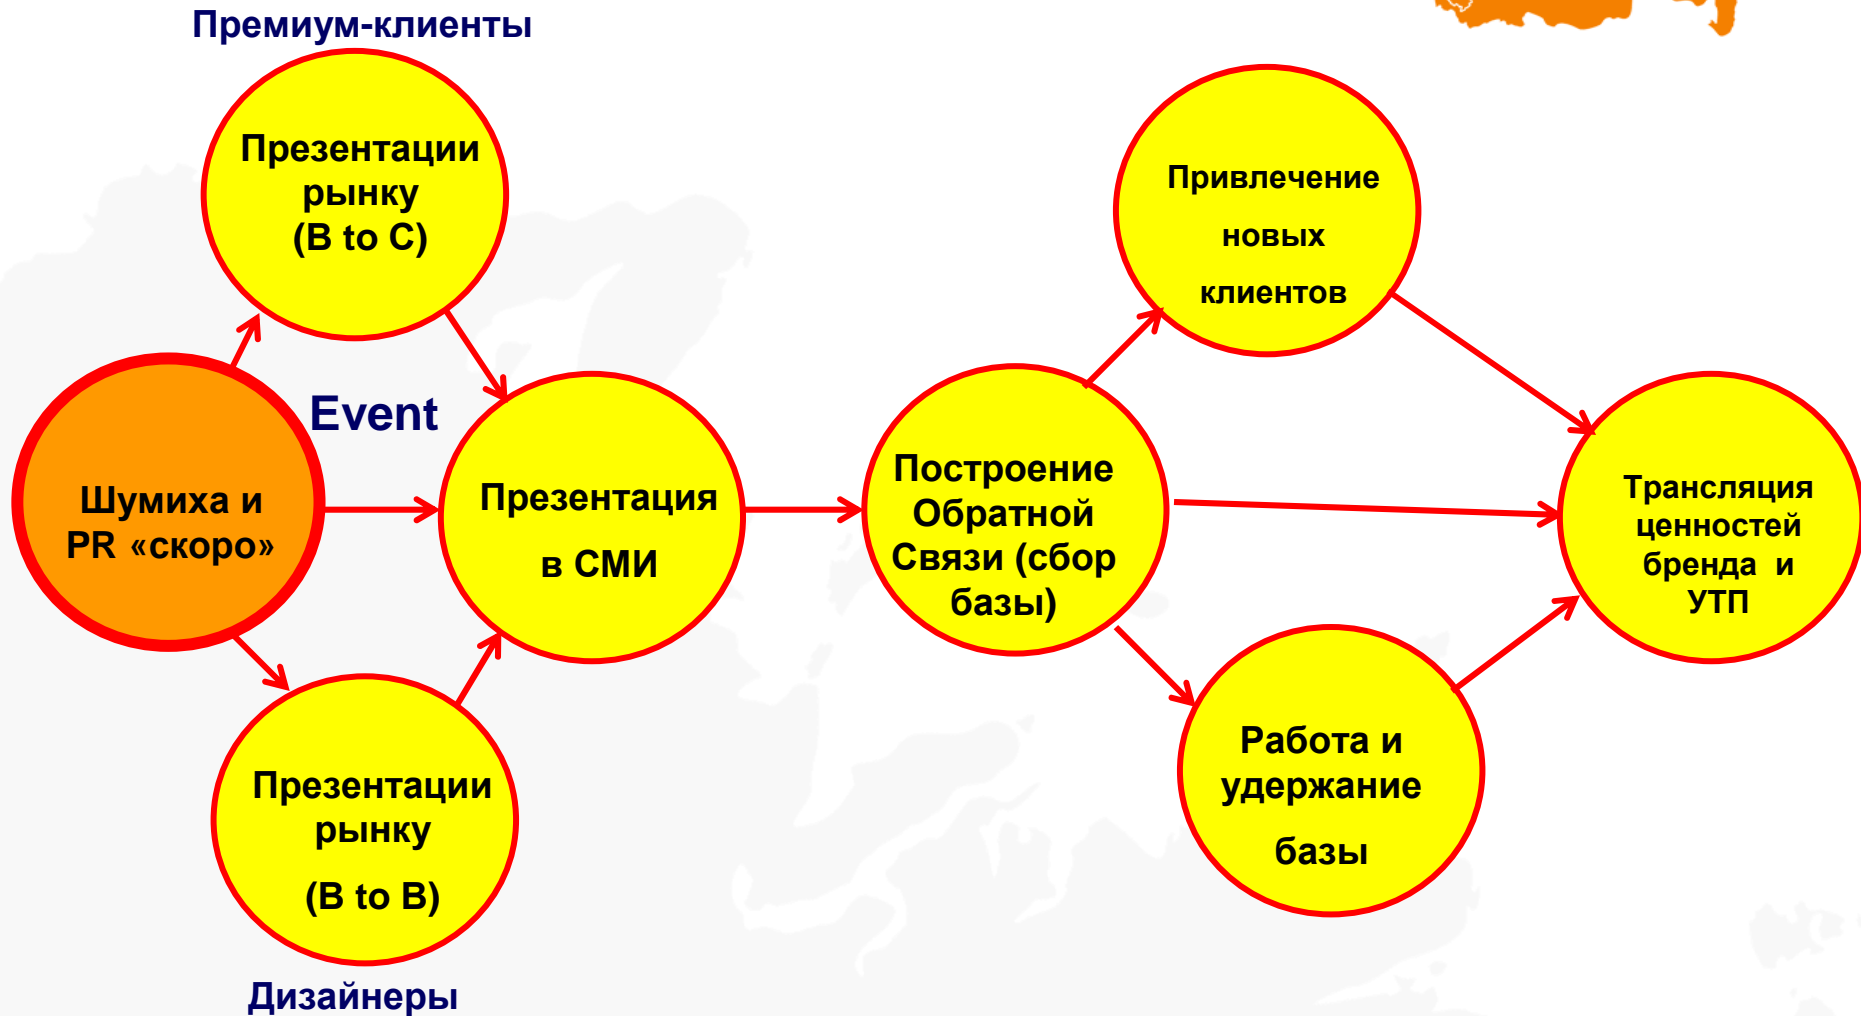 Премиум-клиенты
Презентации
рынку
(B to C)
Event
Шумиха и
PR «скоро»
Презентация
в СМИ
Презентации
рынку
(B to B)
Дизайнеры
Построение
Обратной
Связи (сбор
базы)
Привлечение
новых
клиентов
Работа и
удержание
базы
Трансляция
ценностей
бренда и
УТП